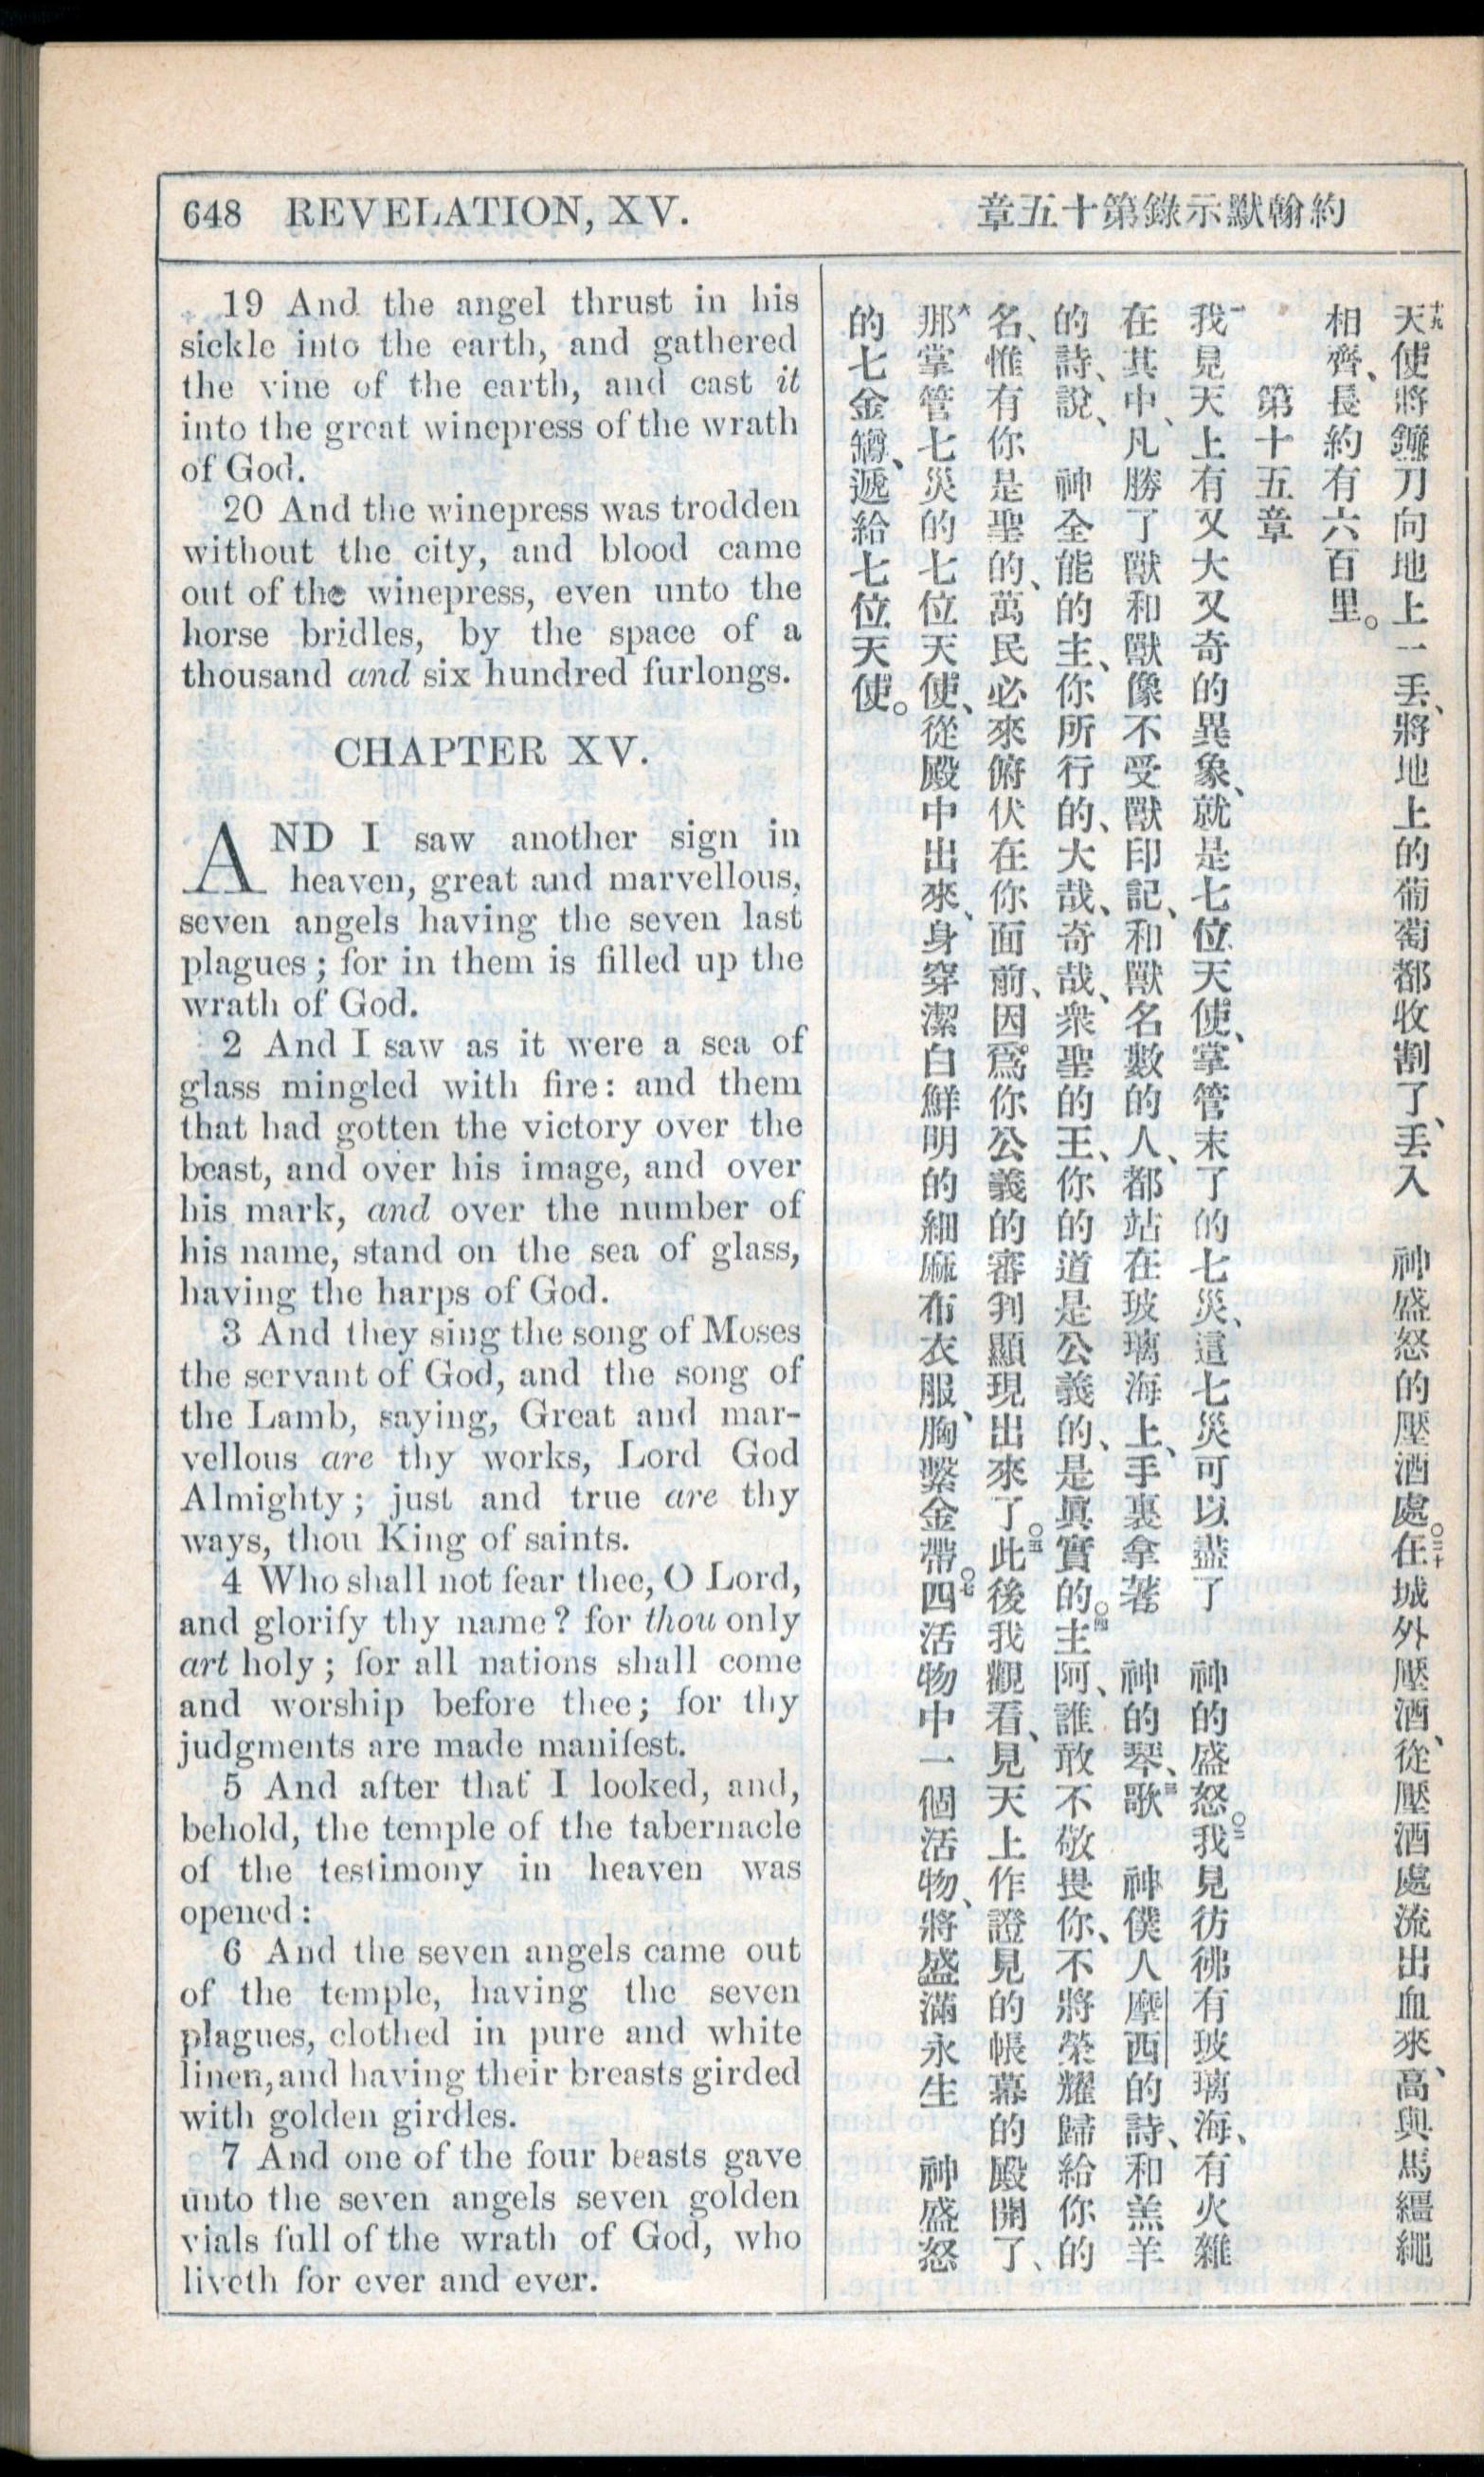 648 REVELATION, XV.
章五十第錄示默翰約
19 And the angel thrust in his
sickle into the earth, and gathered
the vine of the earth, and cast it
into the great winepress of the wrath
of God.
20 And the winepress was trodden
without the city, and blood came
out of the winepress, even unto the
horse bridles, by the space of a
thousand and six hundred furlongs.
CHAPTER XV.
AND I saw another sign in
heaven, great and marvellous,
seven angels having the seven last
plagues; for in them is filled up the
wrath of God.
2 And I saw as it were a sea of
glass mingled with fire: and them
that had gotten the victory over the
beast, and over his image, and over
his mark, and over the number of
his name, stand on the sea of glass,
having the harps of God.
3 And they sing the song of Moses
the servant of God, and the song of
the Lamb, saying, Great and mar-
vellous are thy works, Lord God
Almighty; just and true are thy
ways, thou King of saints.
4 Who shall not fear thee, O Lord,
and glorify thy name? for thou only
art holy; for all nations shall come
and worship before thee; for thy
judgments are made manifest.
5 And after that I looked, and,
behold, the temple of the tabernacle
of the testimony in heaven was
opened:
6 And the seven angels came out
of the temple, having the seven
plagues, clothed in pure and white
linen, and having their breasts girded
with golden girdles.
7 And one of the four beasts gave
unto the seven angels seven golden
vials full of the wrath of God, who
liveth for ever and ever.
十九天使將鐮刀向地上一丟、將地上的葡萄都收割了、丟入 神盛怒的壓酒處。〇二十在城外壓酒、從壓酒處流出血來、高與馬繮繩
相齊、長約有六百里。
第十五章
一我見天上有又大又奇的異象、就是七位天使、掌管末了的七災、這七災可以盡了 神的盛怒。〇二我見彷彿有玻璃海、有火雜
在其中、凡勝了獸和獸像不受獸印記、和獸名數的人、都站在玻璃海上、手裏拿著 神的琴、三歌 神僕人摩西的詩、和羔羊
的詩、說、 神全能的主、你所行的、大哉、奇哉、衆聖的王、你的道是公義的、是眞實的。〇四主阿、誰敢不敬畏你、不將榮耀歸給你的
名、惟有你是聖的、萬民必來俯伏在你面前、因爲你公義的審判顯現出來了。〇五此後我觀看、見天上作證見的帳幕的殿開了、
六那掌管七災的七位天使、從殿中出來、身穿潔白鮮明的細麻布衣服、胸繫金帶。〇七四活物中一個活物、將盛滿永生 神盛怒
的七金罇、遞給七位天使。